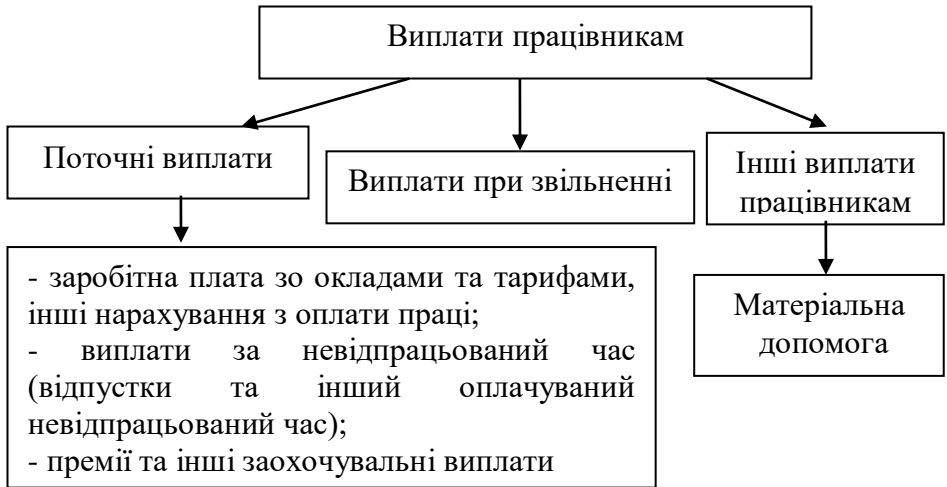 Виплати працівникам
Поточні виплати
Виплати при звільненні
Інші виплати
працівникам
- заробітна плата зо окладами та тарифами,
інші нарахування з оплати праці;
- виплати за невідпрацьований час
(відпустки та інший оплачуваний
невідпрацьований час);
- премії та інші заохочувальні виплати
Матеріальна
допомога